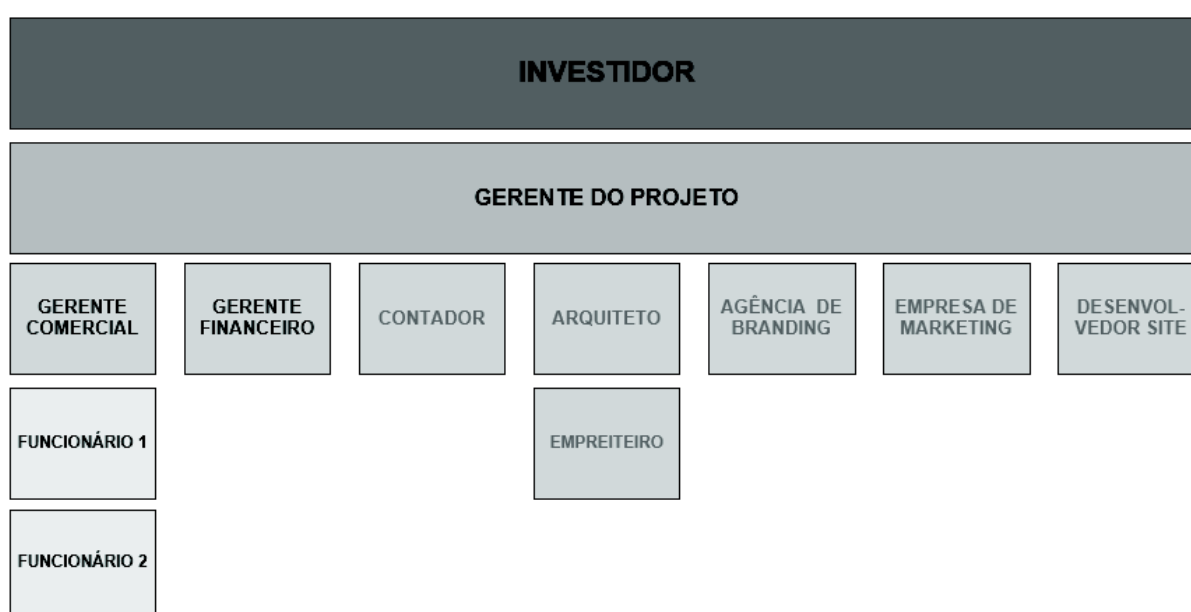 INVESTIDOR
GERENTE DO PROJETO
GERENTE
COMERCIAL
GERENTE
FINANCEIRO
CONTADOR
ARQUITETO
AGÊNCIA DE
BRANDING
EMPRESA DE
MARKETING
DESENVOL-
VEDOR SITE
FUNCIONÁRIO 1
EMPREITEIRO
FUNCIONÁRIO 2